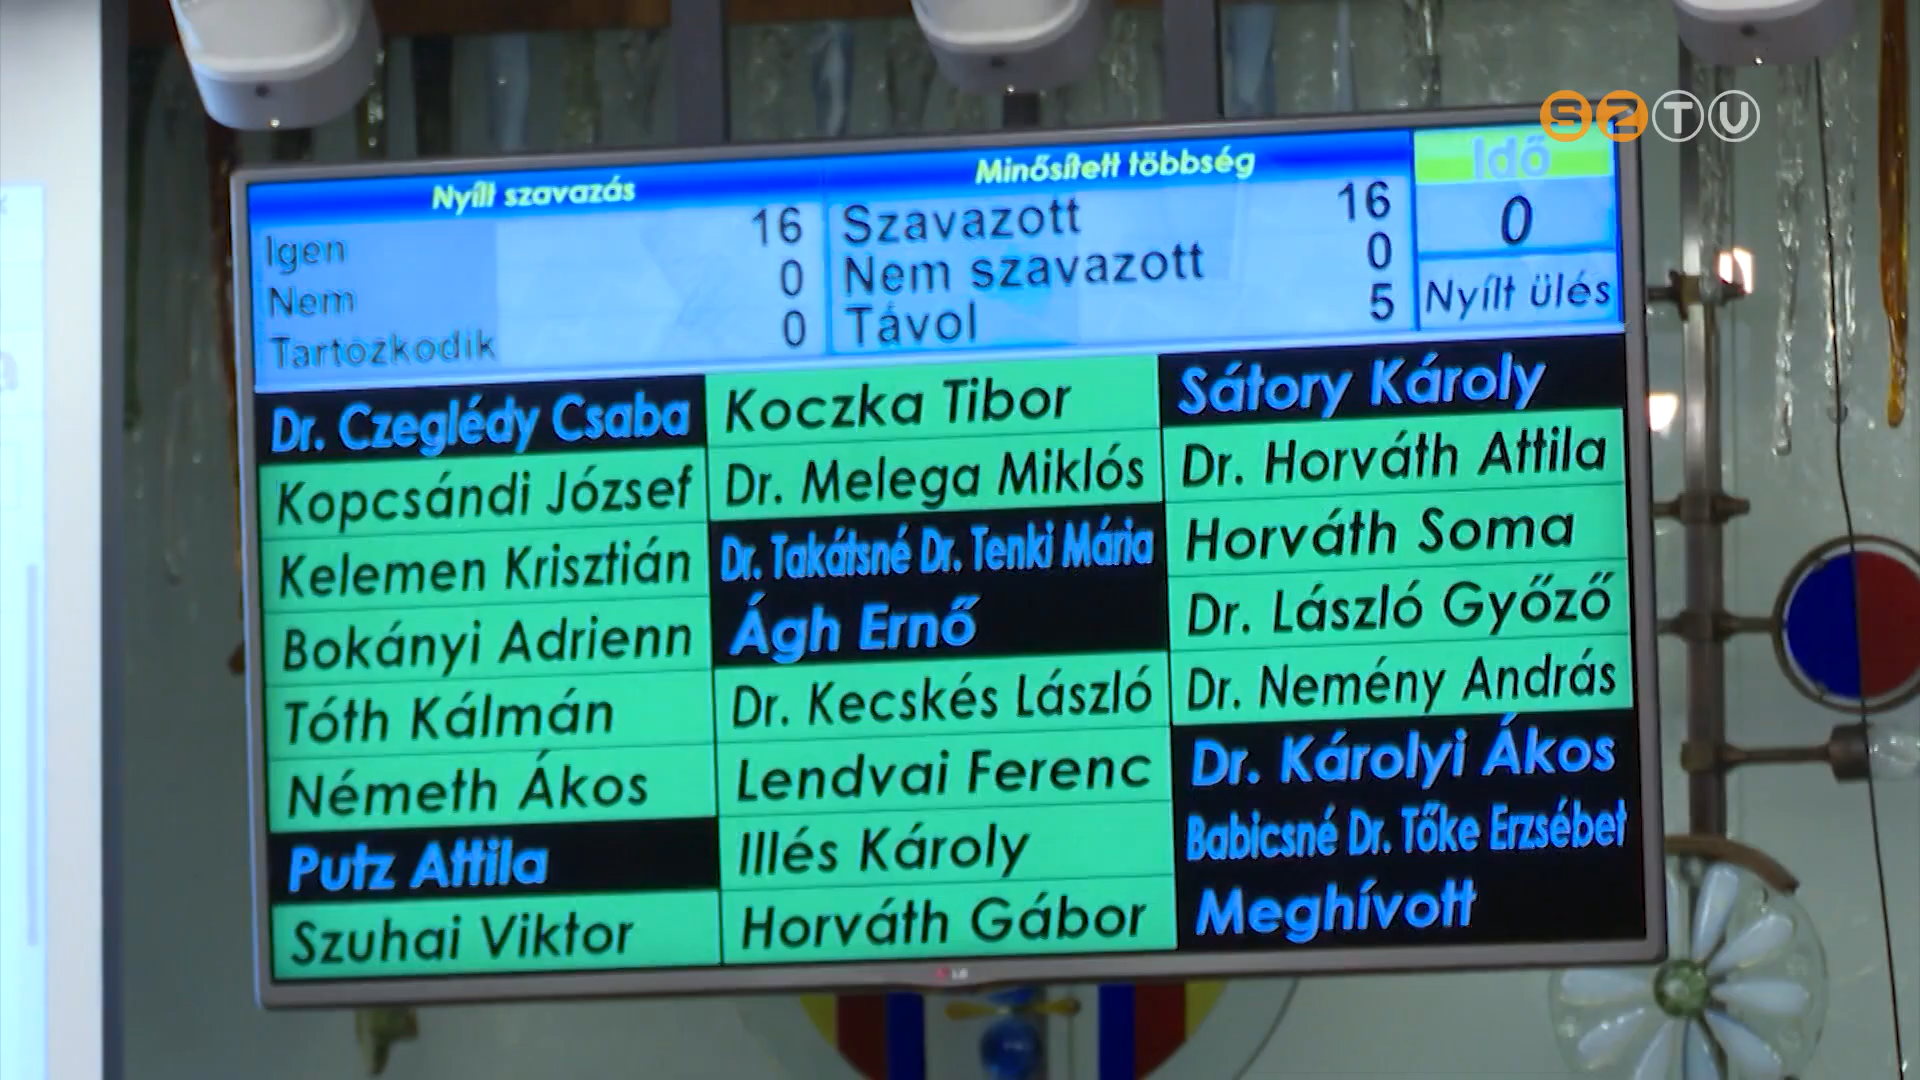 SZTV
Nyílt szavazás
Minősített többség
Idő
Igen 16
Nem 0
Tartózkodik 0
Szavazott 16
Nem szavazott 0
Távol 5
0
Nyílt ülés
Dr. Czeglédy Csaba
Kopcsándi József
Kelemen Krisztián
Bokányi Adrienn
Tóth Kálmán
Németh Ákos
Putz Attila
Szuhai Viktor
Koczka Tibor
Dr. Melega Miklós
Dr. Takátsné Dr. Tenki Mária
Ágh Ernő
Dr. Kecskés László
Lendvai Ferenc
Illés Károly
Horváth Gábor
Sátory Károly
Dr. Horváth Attila
Horváth Soma
Dr. László Győző
Dr. Nemény András
Dr. Károlyi Ákos
Babicsné Dr. Tőke Erzsébet
Meghívott
LG